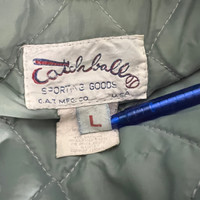 Catchball
SPORTING GOODS
C.A.T. MFG. CO. U.S.A.
L